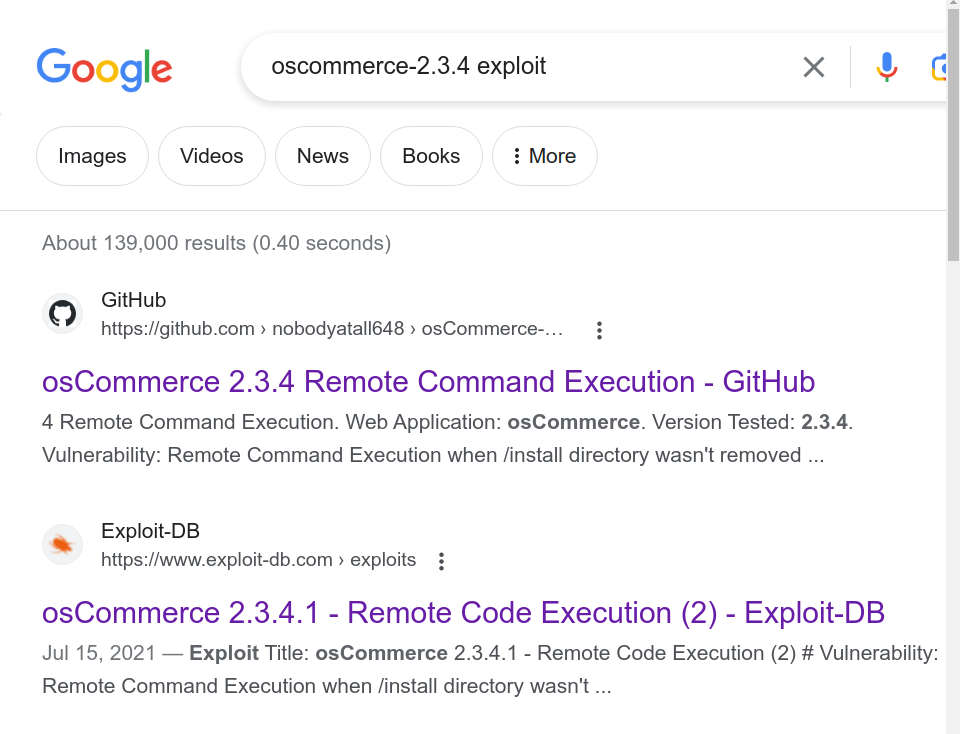 Google
oscommerce-2.3.4 exploit
Images
Videos
News
Books
More
About 139,000 results (0.40 seconds)
GitHub
https://github.com › nobodyatall648 › osCommerce-…
osCommerce 2.3.4 Remote Command Execution - GitHub
4 Remote Command Execution. Web Application: osCommerce. Version Tested: 2.3.4.
Vulnerability: Remote Command Execution when /install directory wasn't removed ...
Exploit-DB
https://www.exploit-db.com › exploits
osCommerce 2.3.4.1 - Remote Code Execution (2) - Exploit-DB
Jul 15, 2021 — Exploit Title: osCommerce 2.3.4.1 - Remote Code Execution (2) # Vulnerability:
Remote Command Execution when /install directory wasn't ...